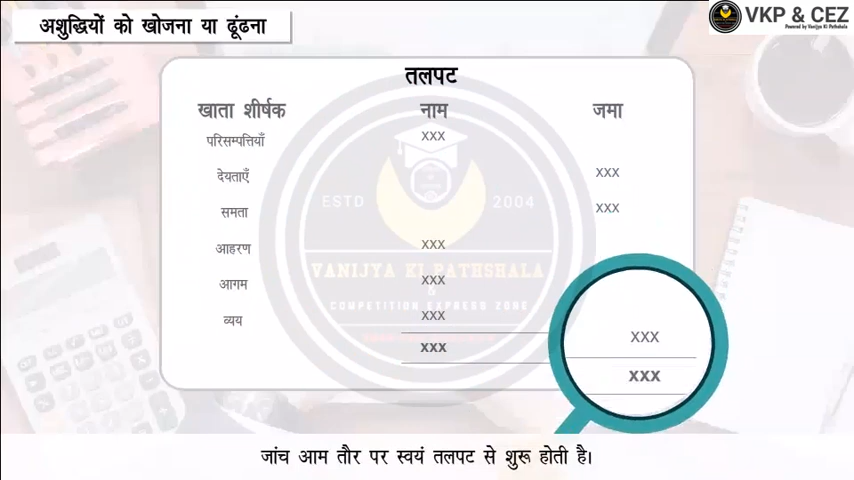 अशुद्धियों को खोजना या ढूंढना
VKP & CEZ
Powered by Vanijya Ki Pathshala
तलपट
खाता शीर्षक नाम जमा
परिसम्पत्तियाँ XXX
देयताएँ XXX
समता XXX
आहरण XXX
आगम XXX
व्यय XXX XXX
XXX XXX
ESTD 2004
VANIJYA KI PATHSHALA
&
COMPETITION EXPRESS ZONE
जांच आम तौर पर स्वयं तलपट से शुरू होती है।